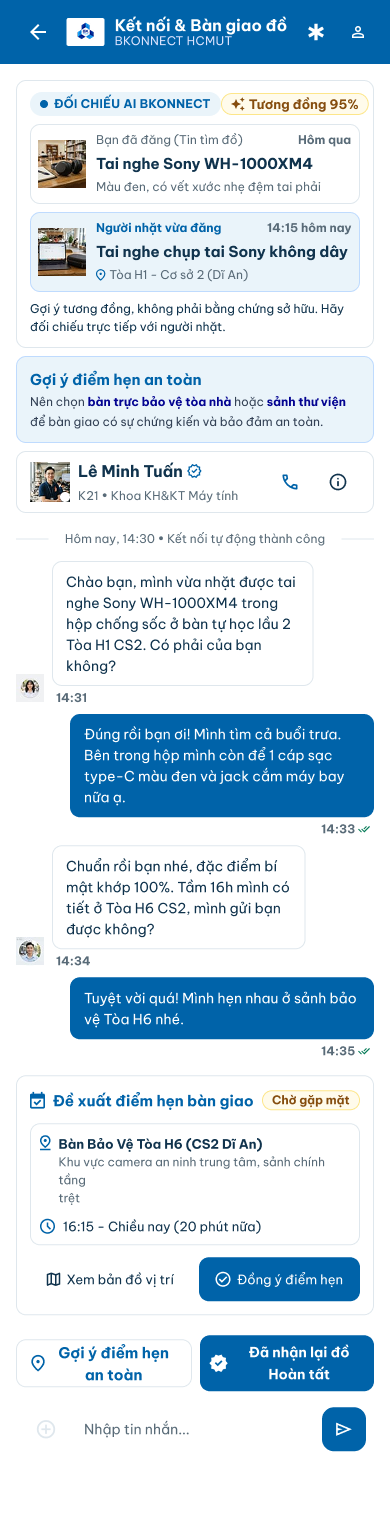 Kết nối & Bàn giao đồ
BKONNECT HCMUT
ĐỐI CHIẾU AI BKONNECT
Tương đồng 95%
Bạn đã đăng (Tin tìm đồ)
Hôm qua
Tai nghe Sony WH-1000XM4
Màu đen, có vết xước nhẹ đệm tai phải
Người nhặt vừa đăng
14:15 hôm nay
Tai nghe chụp tai Sony không dây
Tòa H1 - Cơ sở 2 (Dĩ An)
Gợi ý tương đồng, không phải bằng chứng sở hữu. Hãy
đối chiếu trực tiếp với người nhặt.
Gợi ý điểm hẹn an toàn
Nên chọn bàn trực bảo vệ tòa nhà hoặc sảnh thư viện
để bàn giao có sự chứng kiến và bảo đảm an toàn.
Lê Minh Tuấn
K21 • Khoa KH&KT Máy tính
Hôm nay, 14:30 • Kết nối tự động thành công
Chào bạn, mình vừa nhặt được tai
nghe Sony WH-1000XM4 trong
hộp chống sốc ở bàn tự học lầu 2
Tòa H1 CS2. Có phải của bạn
không?
14:31
Đúng rồi bạn ơi! Mình tìm cả buổi trưa.
Bên trong hộp mình còn để 1 cáp sạc
type-C màu đen và jack cắm máy bay
nữa ạ.
14:33
Chuẩn rồi bạn nhé, đặc điểm bí
mật khớp 100%. Tầm 16h mình có
tiết ở Tòa H6 CS2, mình gửi bạn
được không?
14:34
Tuyệt vời quá! Mình hẹn nhau ở sảnh bảo
vệ Tòa H6 nhé.
14:35
Đề xuất điểm hẹn bàn giao
Chờ gặp mặt
Bàn Bảo Vệ Tòa H6 (CS2 Dĩ An)
Khu vực camera an ninh trung tâm, sảnh chính
tầng
trệt
16:15 - Chiều nay (20 phút nữa)
Xem bản đồ vị trí
Đồng ý điểm hẹn
Gợi ý điểm hẹn
an toàn
Đã nhận lại đồ
Hoàn tất
Nhập tin nhắn...